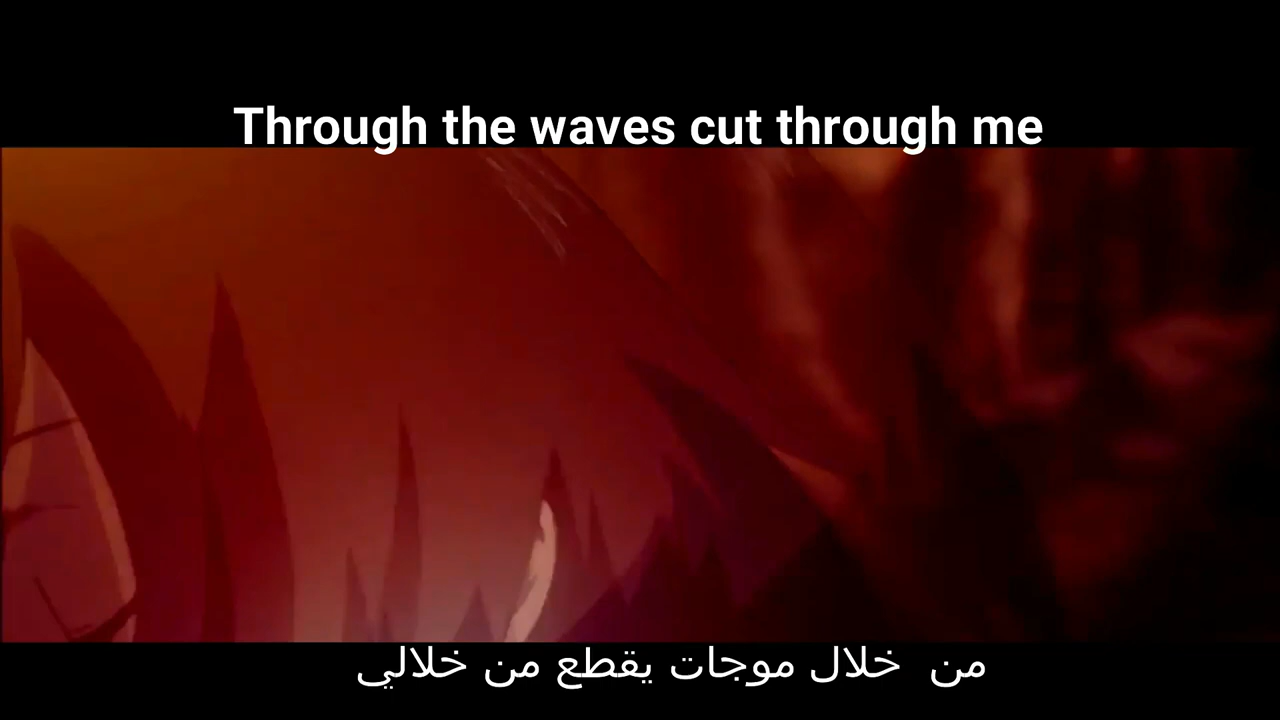 Through the waves cut through me
من خلال موجات يقطع من خلالي